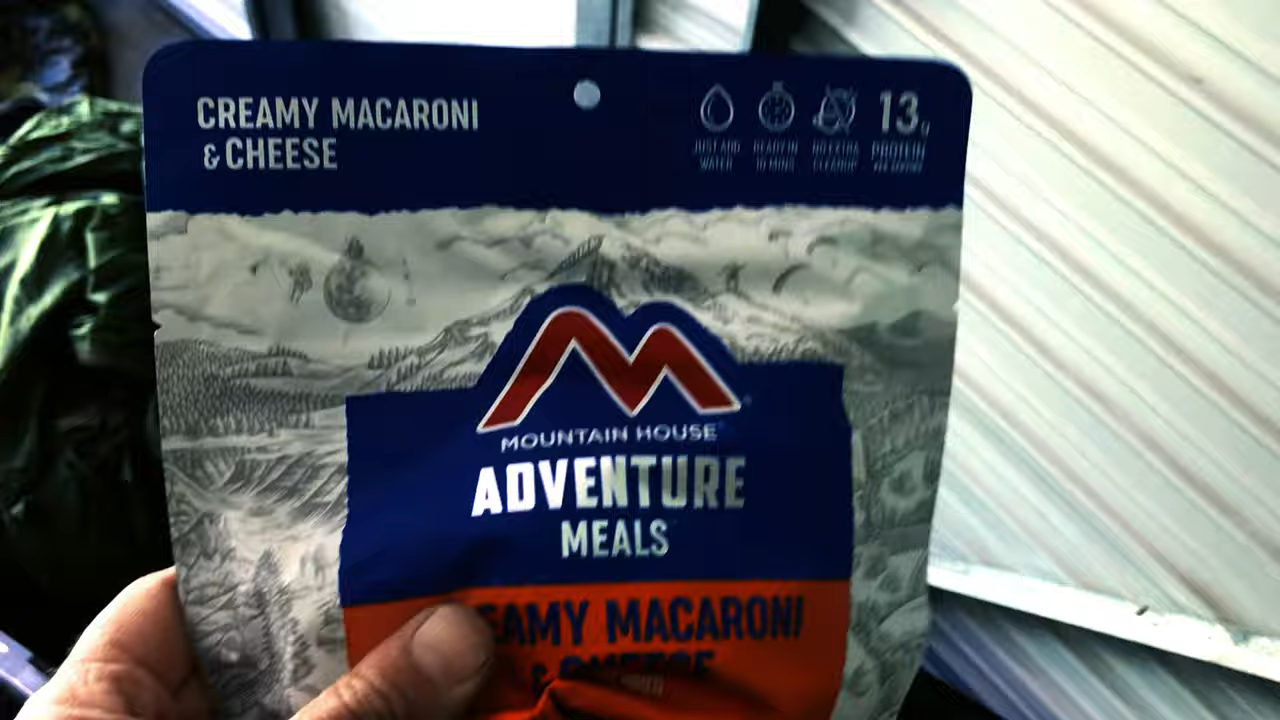 CREAMY MACARONI
& CHEESE
JUST ADD
WATER
READY IN
10 MINS
NO EXTRA
CLEANUP
13g
PROTEIN
PER SERVING
MOUNTAIN HOUSE
ADVENTURE
MEALS
EAMY MACARONI
& CHEESE